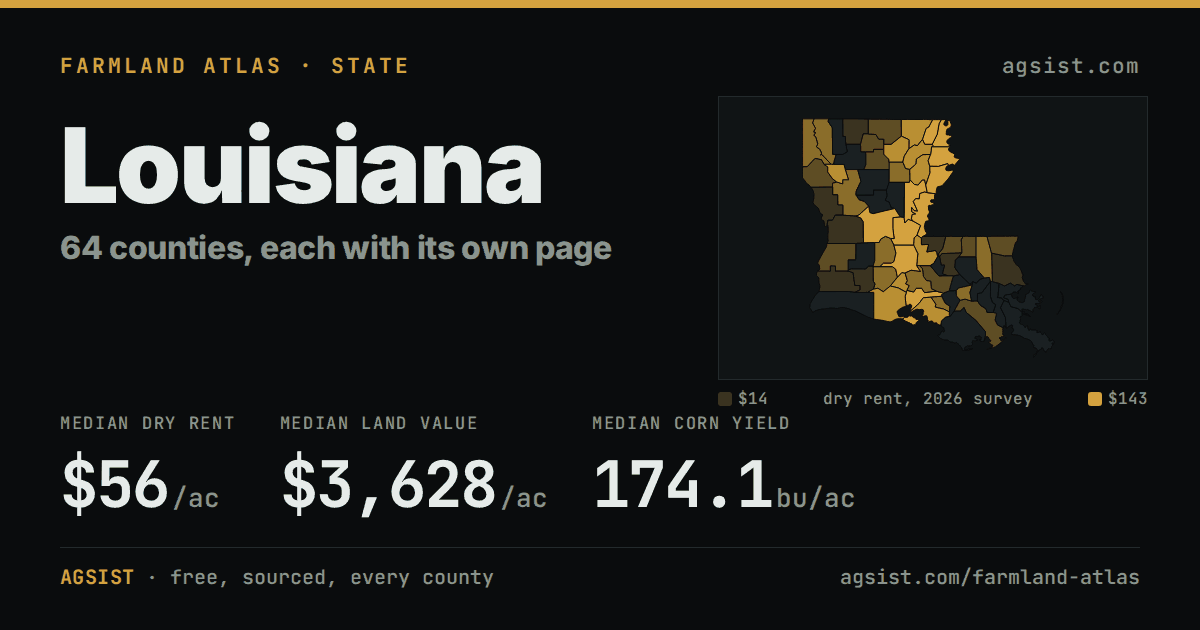 FARMLAND ATLAS · STATE
agsist.com
Louisiana
64 counties, each with its own page
$14
dry rent, 2026 survey
$143
MEDIAN DRY RENT
MEDIAN LAND VALUE
MEDIAN CORN YIELD
$56/ac
$3,628/ac
174.1bu/ac
AGSIST · free, sourced, every county
agsist.com/farmland-atlas